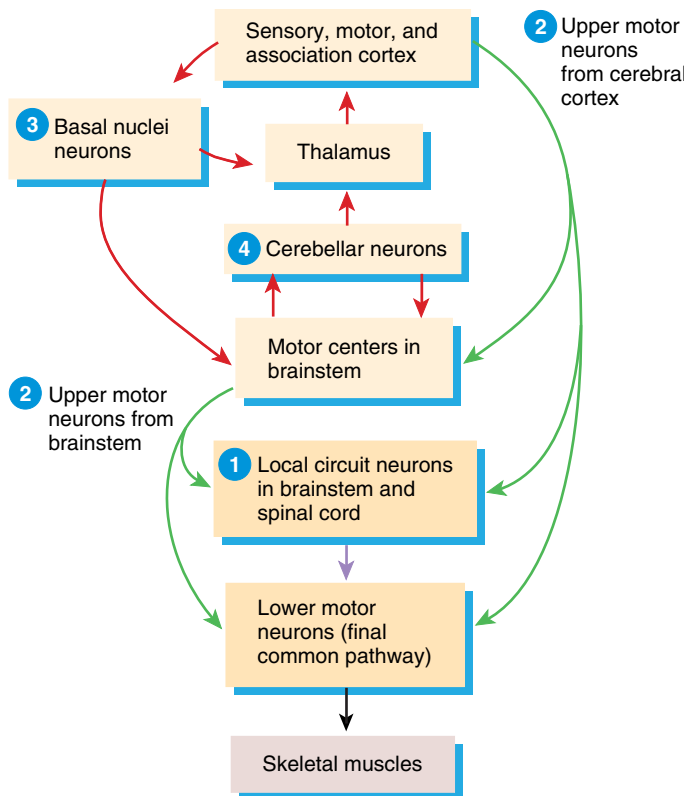 Sensory, motor, and
association cortex
2 Upper motor
neurons
from cerebral
cortex
3 Basal nuclei
neurons
Thalamus
4 Cerebellar neurons
Motor centers in
brainstem
2 Upper motor
neurons from
brainstem
1 Local circuit neurons
in brainstem and
spinal cord
Lower motor
neurons (final
common pathway)
Skeletal muscles